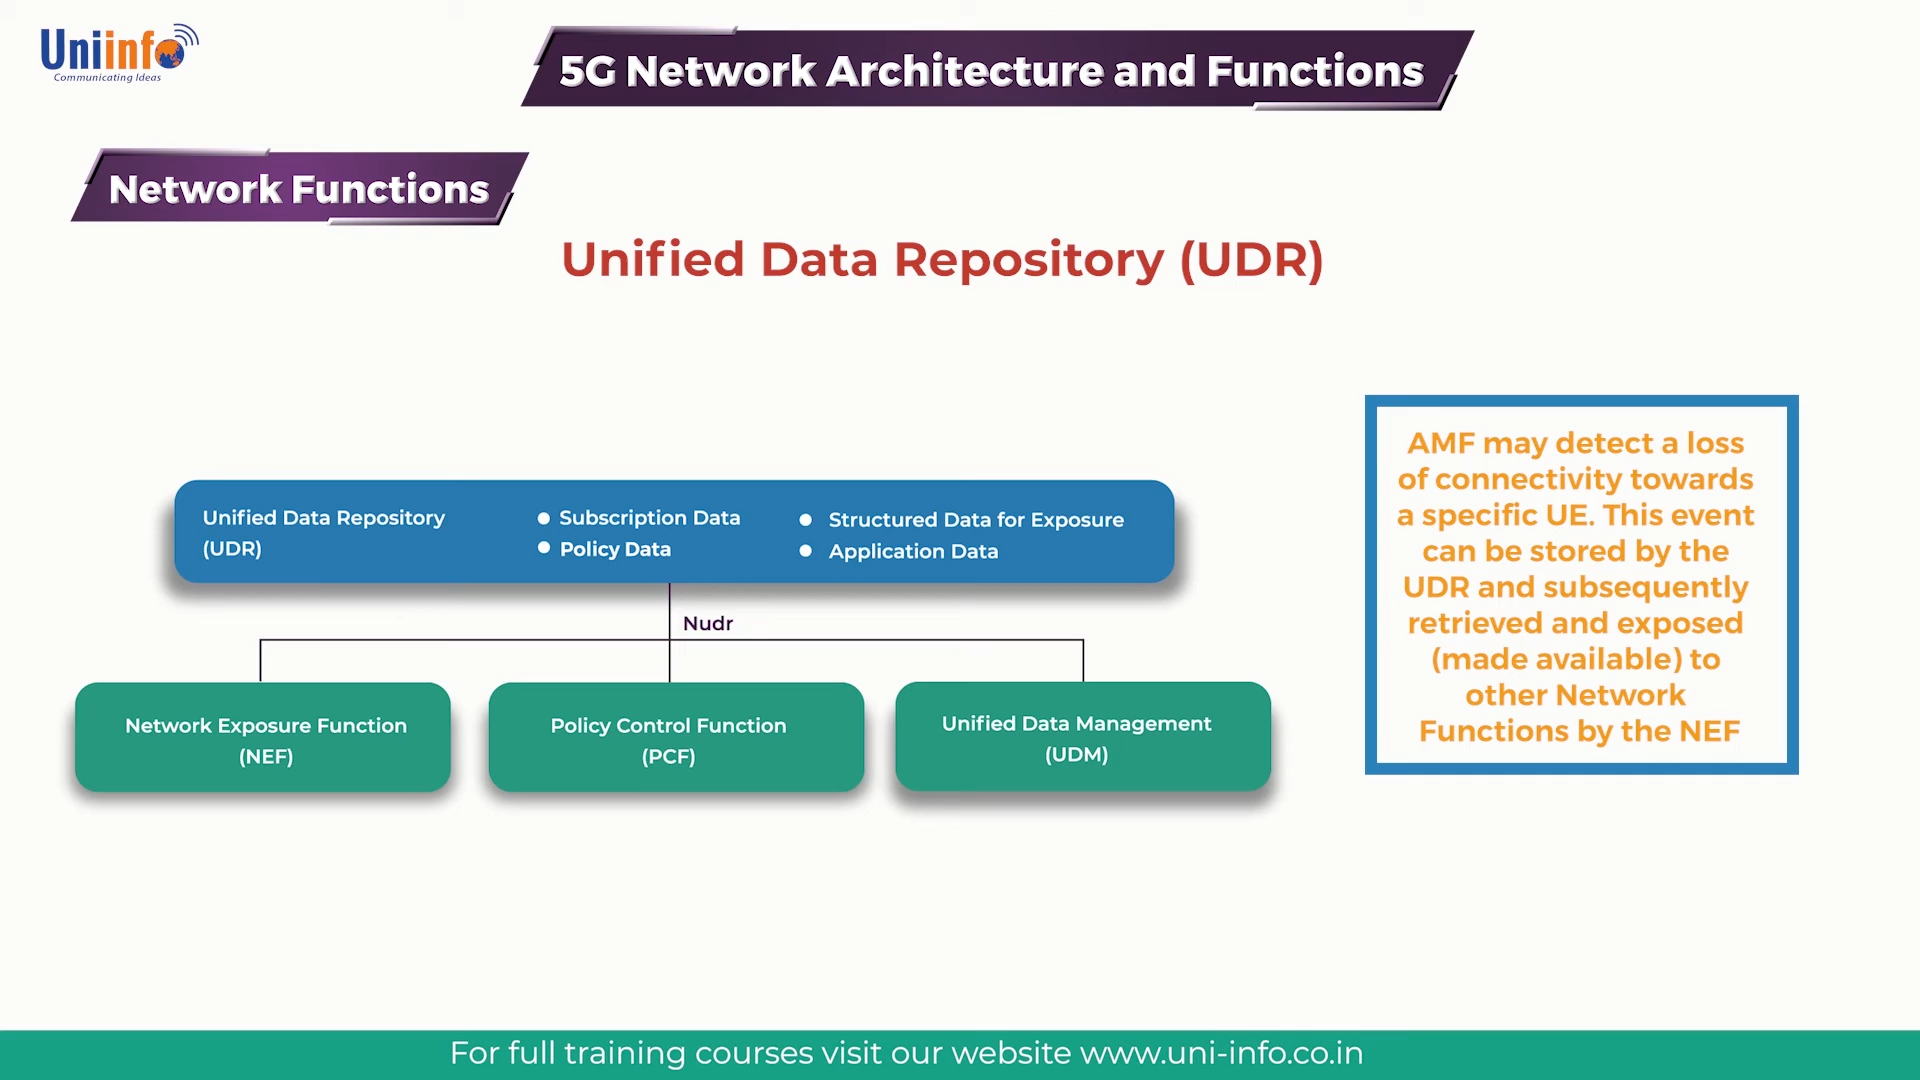 Uniinfo
Communicating Ideas
5G Network Architecture and Functions
Network Functions
Unified Data Repository (UDR)
Unified Data Repository
(UDR)
Subscription Data
Policy Data
Structured Data for Exposure
Application Data
Nudr
Network Exposure Function
(NEF)
Policy Control Function
(PCF)
Unified Data Management
(UDM)
AMF may detect a loss
of connectivity towards
a specific UE. This event
can be stored by the
UDR and subsequently
retrieved and exposed
(made available) to
other Network
Functions by the NEF
For full training courses visit our website www.uni-info.co.in